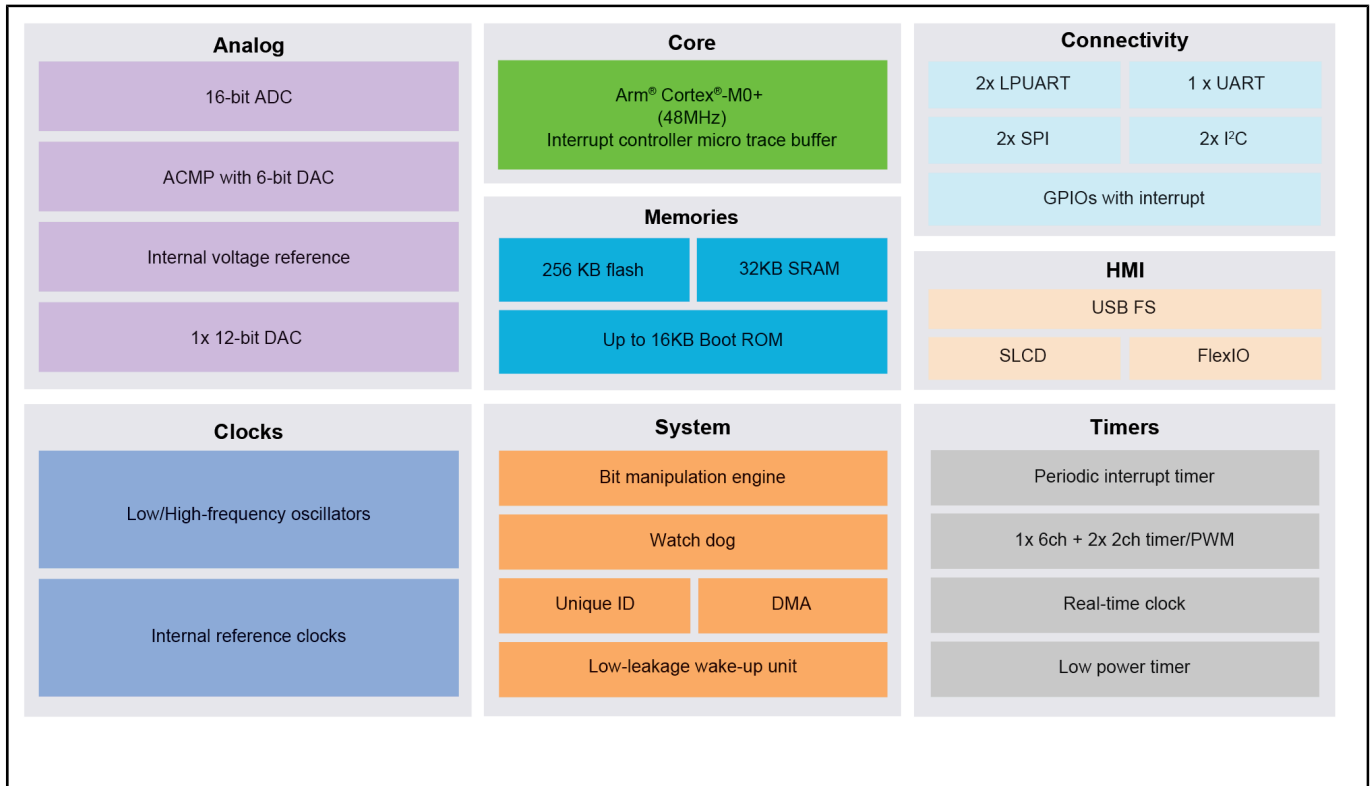 Analog
16-bit ADC
ACMP with 6-bit DAC
Internal voltage reference
1x 12-bit DAC
Core
Arm® Cortex®-M0+
(48MHz)
Interrupt controller micro trace buffer
Memories
256 KB flash
32KB SRAM
Up to 16KB Boot ROM
Connectivity
2x LPUART
1 x UART
2x SPI
2x I²C
GPIOs with interrupt
HMI
USB FS
SLCD
FlexIO
Clocks
Low/High-frequency oscillators
Internal reference clocks
System
Bit manipulation engine
Watch dog
Unique ID
DMA
Low-leakage wake-up unit
Timers
Periodic interrupt timer
1x 6ch + 2x 2ch timer/PWM
Real-time clock
Low power timer